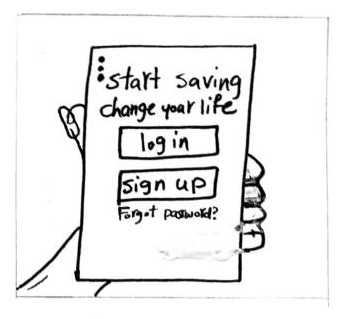 start saving
change your life
log in
sign up
Forgot password?